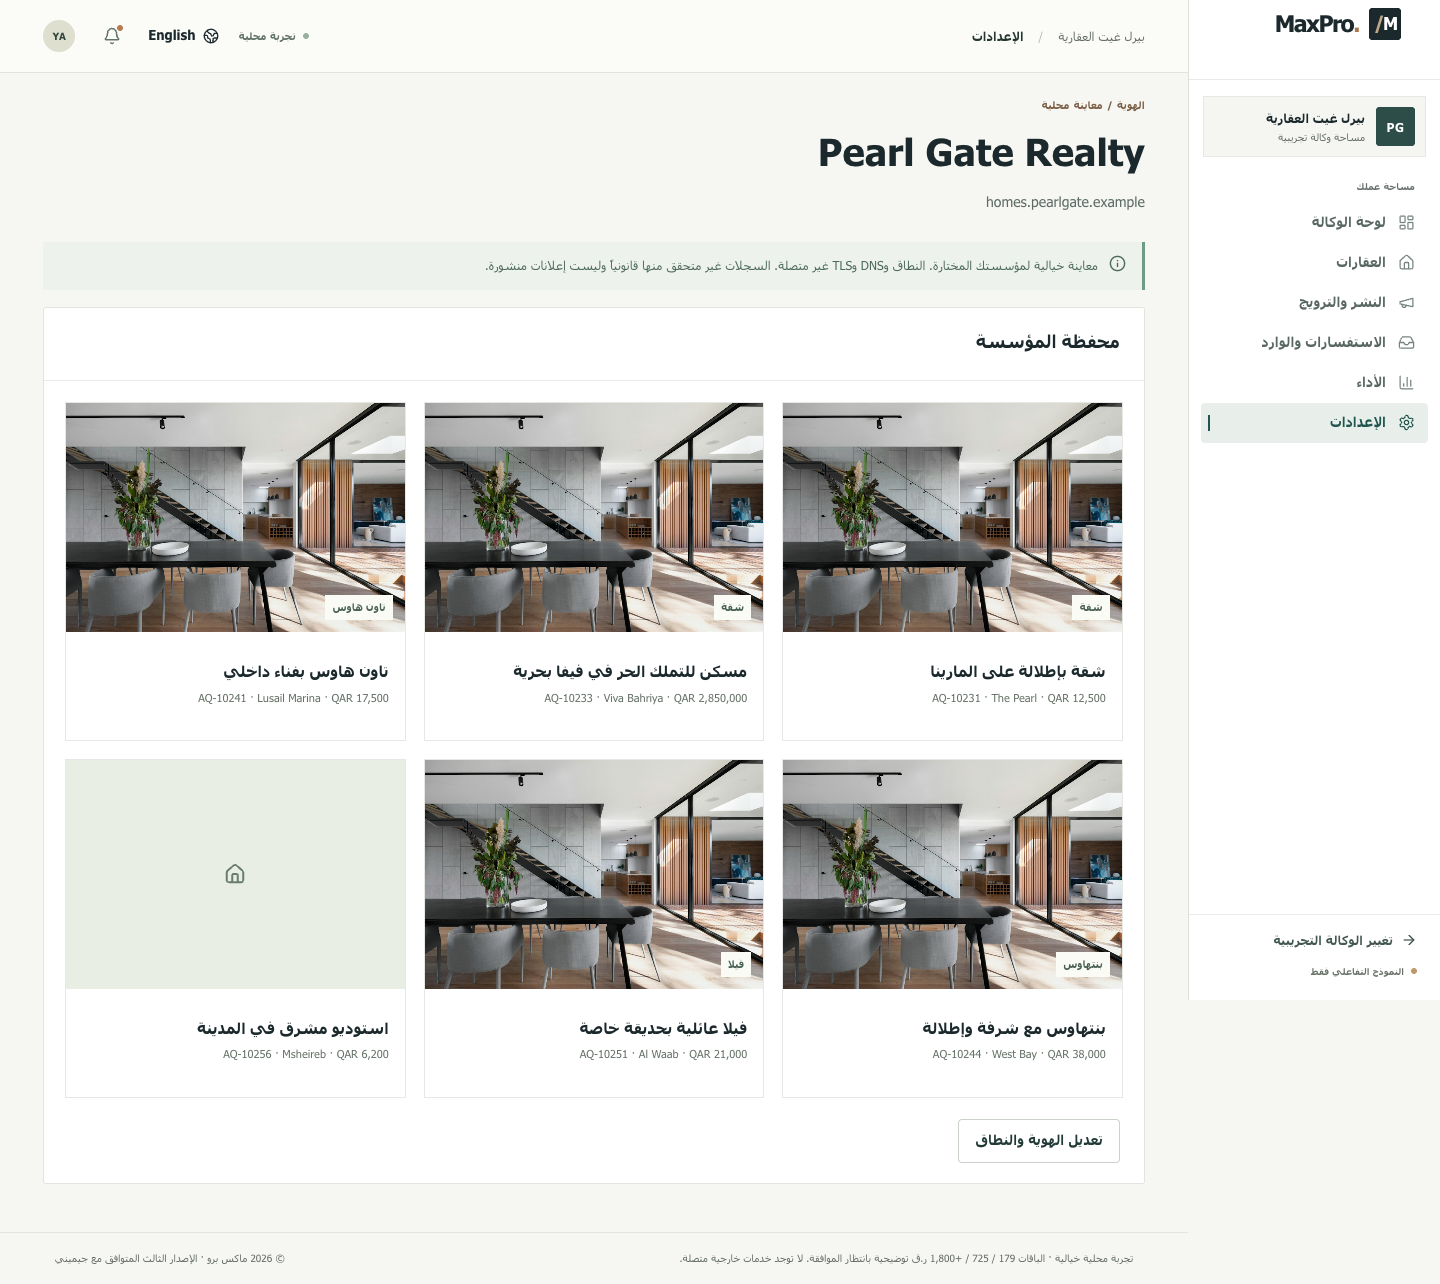 MaxPro.
/M
بيرل غيت العقارية
مساحة وكالة تجريبية
PG
مساحة عملك
لوحة الوكالة
العقارات
النشر والترويج
الاستفسارات والوارد
الأداء
الإعدادات
تغيير الوكالة التجريبية
النموذج التفاعلي فقط
بيرل غيت العقارية / الإعدادات
تجربة محلية
English
YA
الهوية / معاينة محلية
Pearl Gate Realty
homes.pearlgate.example
معاينة خيالية لمؤسستك المختارة. النطاق وDNS وTLS غير متصلة. السجلات غير متحقق منها قانونياً وليست إعلانات منشورة.
محفظة المؤسسة
شقة
شقة بإطلالة على المارينا
AQ-10231 · The Pearl · QAR 12,500
شقة
مسكن للتملك الحر في فيفا بحرية
AQ-10233 · Viva Bahriya · QAR 2,850,000
تاون هاوس
تاون هاوس بفناء داخلي
AQ-10241 · Lusail Marina · QAR 17,500
بنتهاوس
بنتهاوس مع شرفة وإطلالة
AQ-10244 · West Bay · QAR 38,000
فيلا
فيلا عائلية بحديقة خاصة
AQ-10251 · Al Waab · QAR 21,000
استوديو مشرق في المدينة
AQ-10256 · Msheireb · QAR 6,200
تعديل الهوية والنطاق
تجربة محلية خيالية · الباقات 179 / 725 / +1,800 ر.ق توضيحية بانتظار الموافقة. لا توجد خدمات خارجية متصلة.
© 2026 ماكس برو · الإصدار الثالث المتوافق مع جيميني